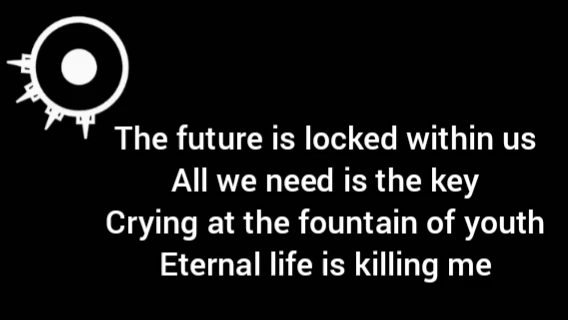 The future is locked within us
All we need is the key
Crying at the fountain of youth
Eternal life is killing me